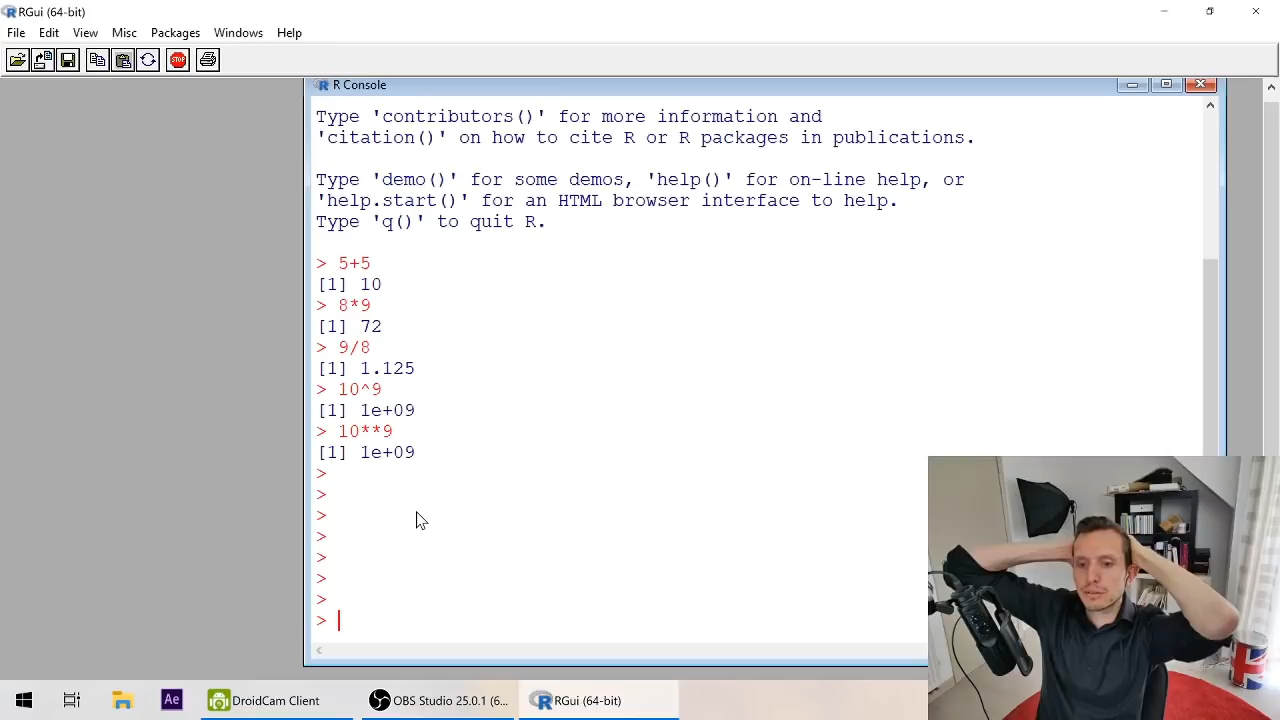 RGui (64-bit)
File Edit View Misc Packages Windows Help
STOP
R Console
Type 'contributors()' for more information and
'citation()' on how to cite R or R packages in publications.
Type 'demo()' for some demos, 'help()' for on-line help, or
'help.start()' for an HTML browser interface to help.
Type 'q()' to quit R.
> 5+5
[1] 10
> 8*9
[1] 72
> 9/8
[1] 1.125
> 10^9
[1] 1e+09
> 10**9
[1] 1e+09
>
>
>
>
>
>
>
>
Ae DroidCam Client OBS Studio 25.0.1 (6... RGui (64-bit)